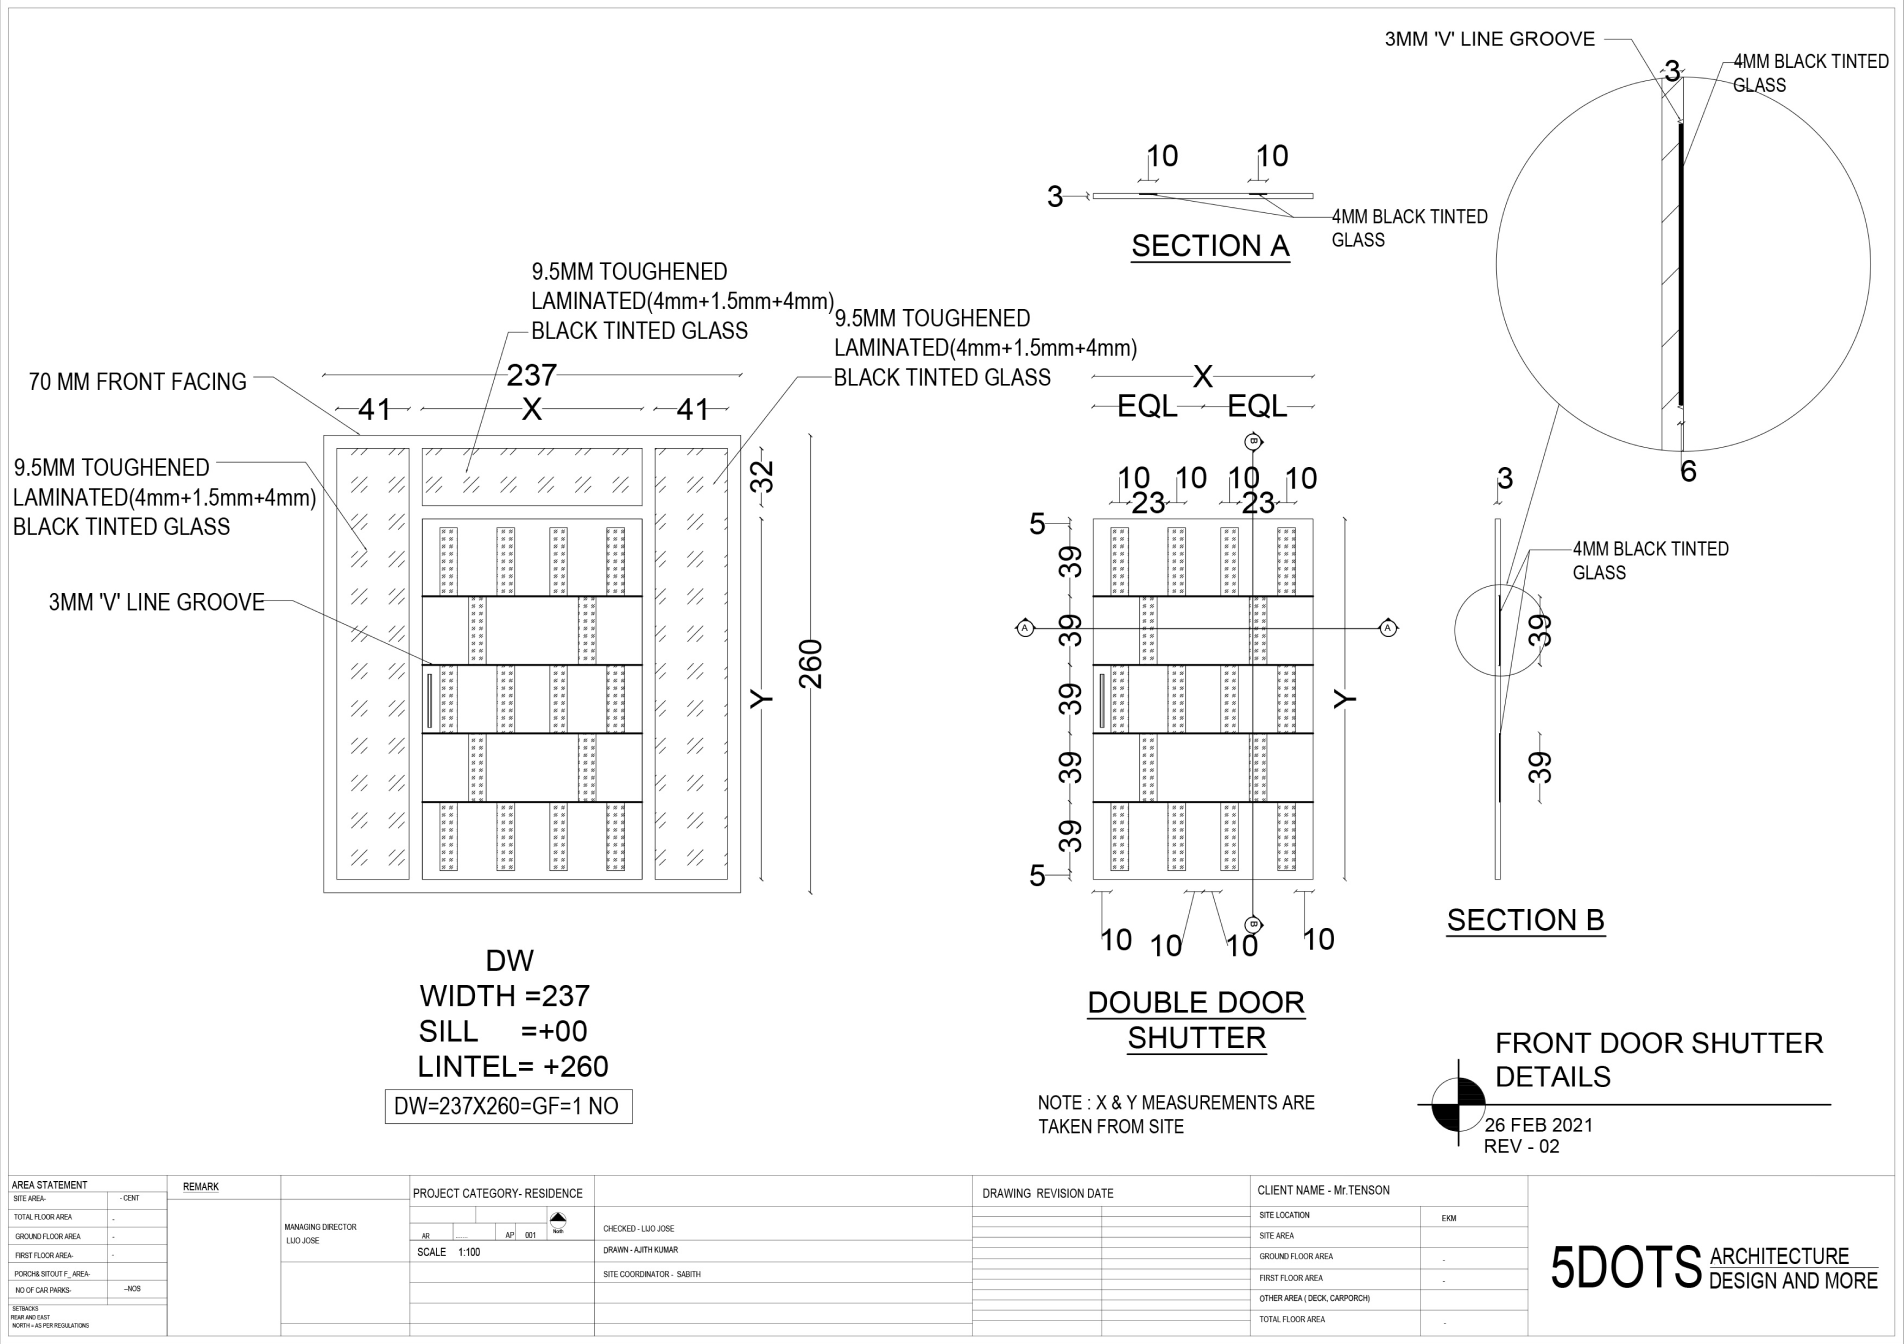 3MM 'V' LINE GROOVE
3
4MM BLACK TINTED
GLASS
6
10
10
3
4MM BLACK TINTED
GLASS
SECTION A
9.5MM TOUGHENED
LAMINATED(4mm+1.5mm+4mm)
BLACK TINTED GLASS
9.5MM TOUGHENED
LAMINATED(4mm+1.5mm+4mm)
BLACK TINTED GLASS
70 MM FRONT FACING
237
41
X
41
9.5MM TOUGHENED
LAMINATED(4mm+1.5mm+4mm)
BLACK TINTED GLASS
3MM 'V' LINE GROOVE
32
Y
260
DW
WIDTH =237
SILL =+00
LINTEL= +260
DW=237X260=GF=1 NO
X
EQL
EQL
B
10
10
10
10
23
23
5
39
39
39
39
39
5
A
A
Y
B
10
10
10
10
DOUBLE DOOR
SHUTTER
NOTE : X & Y MEASUREMENTS ARE
TAKEN FROM SITE
3
4MM BLACK TINTED
GLASS
39
39
SECTION B
FRONT DOOR SHUTTER
DETAILS
26 FEB 2021
REV - 02
AREA STATEMENT
SITE AREA- - CENT
TOTAL FLOOR AREA -
GROUND FLOOR AREA -
FIRST FLOOR AREA- -
PORCH& SITOUT F_ AREA-
NO OF CAR PARKS- --NOS
SETBACKS
REAR AND EAST
NORTH = AS PER REGULATIONS
REMARK
MANAGING DIRECTOR
LIJO JOSE
PROJECT CATEGORY- RESIDENCE
AR ...... AP 001
North
SCALE 1:100
CHECKED - LIJO JOSE
DRAWN - AJITH KUMAR
SITE COORDINATOR - SABITH
DRAWING REVISION DATE
CLIENT NAME - Mr.TENSON
SITE LOCATION EKM
SITE AREA
GROUND FLOOR AREA -
FIRST FLOOR AREA -
OTHER AREA ( DECK, CARPORCH)
TOTAL FLOOR AREA -
5DOTS ARCHITECTURE
DESIGN AND MORE